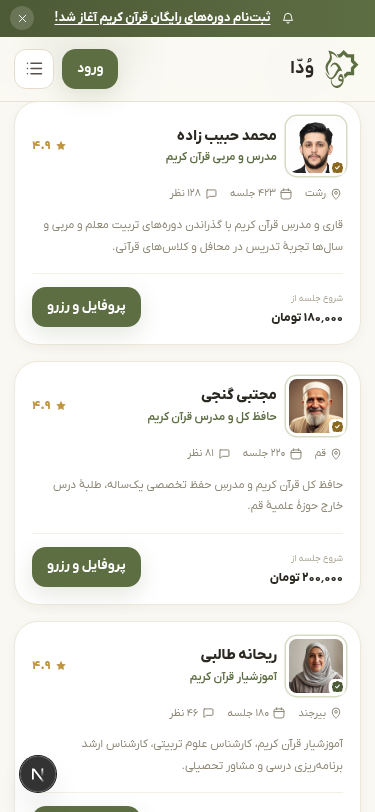 ثبت‌نام دوره‌های رایگان قرآن کریم آغاز شد!
وُدّا
ورود
محمد حبیب زاده
۴.۹
مدرس و مربی قرآن کریم
رشت
۴۲۳ جلسه
۱۲۸ نظر
قاری و مدرس قرآن کریم با گذراندن دوره‌های تربیت معلم و مربی و
سال‌ها تجربهٔ تدریس در محافل و کلاس‌های قرآنی.
شروع جلسه از
۱۸۰,۰۰۰ تومان
پروفایل و رزرو
مجتبی گنجی
۴.۹
حافظ کل و مدرس قرآن کریم
قم
۲۲۰ جلسه
۸۱ نظر
حافظ کل قرآن کریم و مدرس حفظ تخصصی یک‌ساله، طلبهٔ درس
خارج حوزهٔ علمیهٔ قم.
شروع جلسه از
۲۰۰,۰۰۰ تومان
پروفایل و رزرو
ریحانه طالبی
۴.۹
آموزشیار قرآن کریم
بیرجند
۱۸۰ جلسه
۴۶ نظر
آموزشیار قرآن کریم، کارشناس علوم تربیتی، کارشناس ارشد
برنامه‌ریزی درسی و مشاور تحصیلی.
N